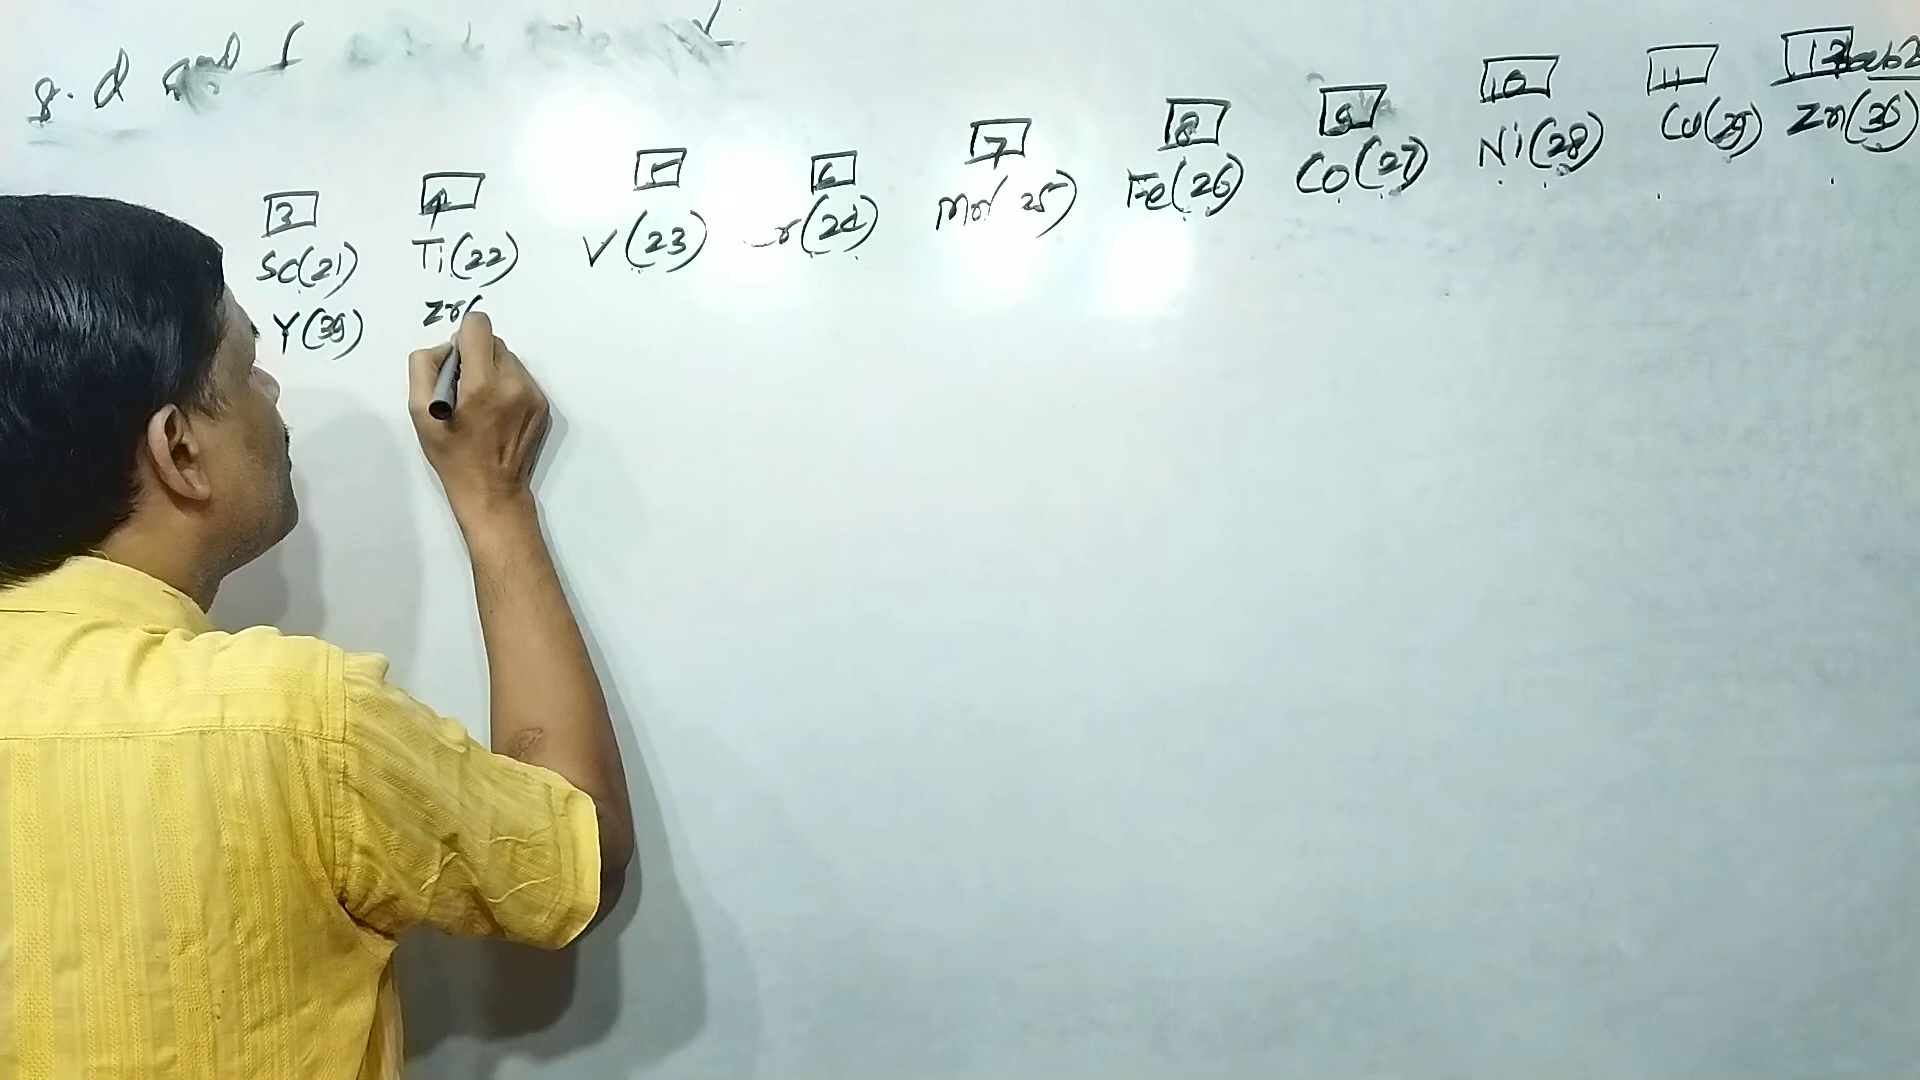 8. d and f
3 4 5 6 7 8 9 10 11 12
Sc(21) Ti(22) V(23) r(24) Mn(25) Fe(26) Co(27) Ni(28) Cu(29) Zn(30)
Y(39) Zr(